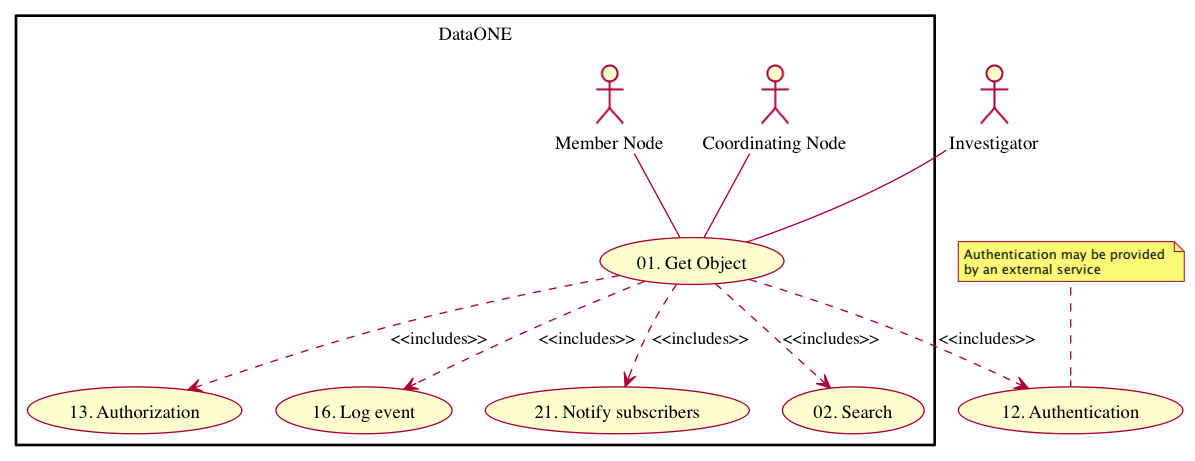 DataONE
Member Node
Coordinating Node
Investigator
01. Get Object
Authentication may be provided
by an external service
<<includes>>
<<includes>>
<<includes>>
<<includes>>
<<includes>>
13. Authorization
16. Log event
21. Notify subscribers
02. Search
12. Authentication